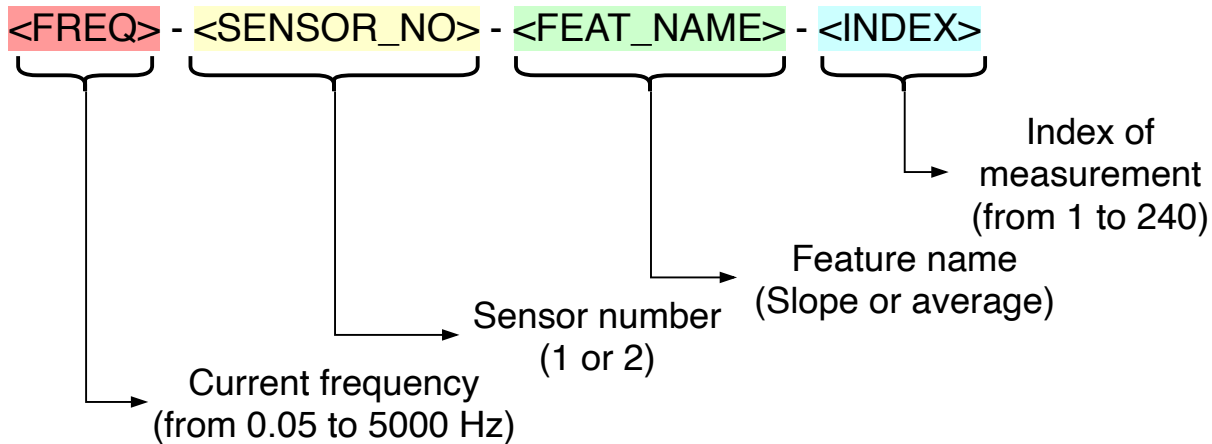 <FREQ> - <SENSOR_NO> - <FEAT_NAME> - <INDEX>
Index of
measurement
(from 1 to 240)
Feature name
(Slope or average)
Sensor number
(1 or 2)
Current frequency
(from 0.05 to 5000 Hz)